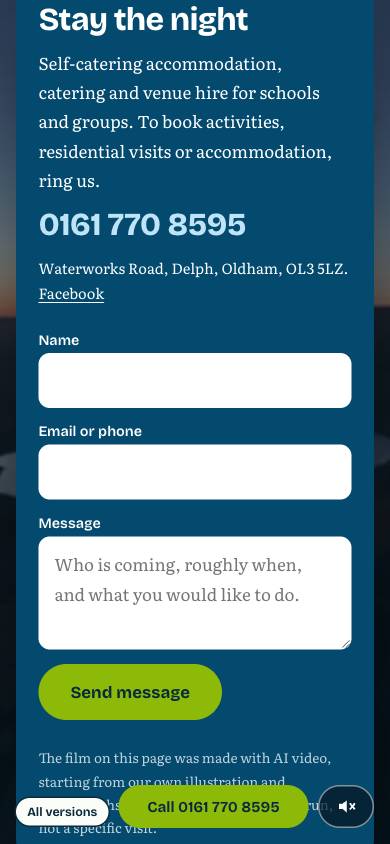 Stay the night
Self-catering accommodation,
catering and venue hire for schools
and groups. To book activities,
residential visits or accommodation,
ring us.
0161 770 8595
Waterworks Road, Delph, Oldham, OL3 5LZ.
Facebook
Name
Email or phone
Message
Who is coming, roughly when,
and what you would like to do.
Send message
The film on this page was made with AI video,
starting from our own illustration and
run,
not a specific visit.
All versions
Call 0161 770 8595